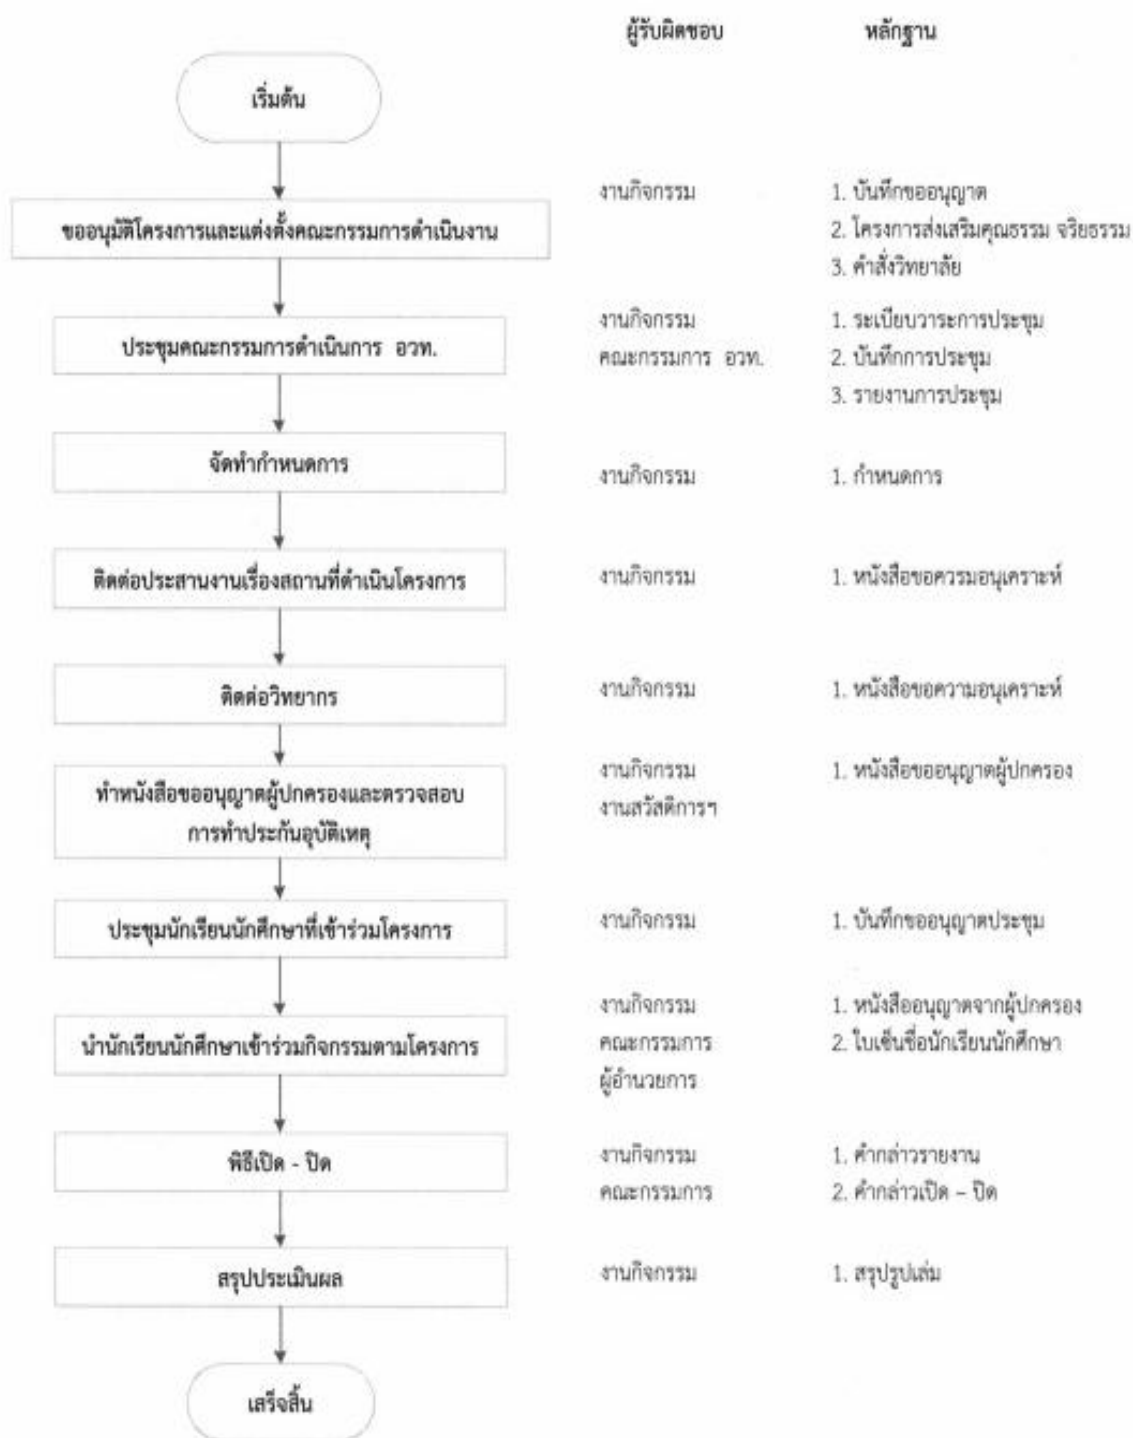 ผู้รับผิดชอบ หลักฐาน
เริ่มต้น
ขออนุมัติโครงการและแต่งตั้งคณะกรรมการดำเนินงาน
งานกิจกรรม
1. บันทึกขออนุญาต
2. โครงการส่งเสริมคุณธรรม จริยธรรม
3. คำสั่งวิทยาลัย
ประชุมคณะกรรมการดำเนินการ อวท.
งานกิจกรรม
คณะกรรมการ อวท.
1. ระเบียบวาระการประชุม
2. บันทึกการประชุม
3. รายงานการประชุม
จัดทำกำหนดการ
งานกิจกรรม
1. กำหนดการ
ติดต่อประสานงานเรื่องสถานที่ดำเนินโครงการ
งานกิจกรรม
1. หนังสือขอควรมอนุเคราะห์
ติดต่อวิทยากร
งานกิจกรรม
1. หนังสือขอความอนุเคราะห์
ทำหนังสือขออนุญาตผู้ปกครองและตรวจสอบ
การทำประกันอุบัติเหตุ
งานกิจกรรม
งานสวัสดิการฯ
1. หนังสือขออนุญาตผู้ปกครอง
ประชุมนักเรียนนักศึกษาที่เข้าร่วมโครงการ
งานกิจกรรม
1. บันทึกขออนุญาตประชุม
นำนักเรียนนักศึกษาเข้าร่วมกิจกรรมตามโครงการ
งานกิจกรรม
คณะกรรมการ
ผู้อำนวยการ
1. หนังสืออนุญาตจากผู้ปกครอง
2. ใบเซ็นชื่อนักเรียนนักศึกษา
พิธีเปิด - ปิด
งานกิจกรรม
คณะกรรมการ
1. คำกล่าวรายงาน
2. คำกล่าวเปิด – ปิด
สรุปประเมินผล
งานกิจกรรม
1. สรุปรูปเล่ม
เสร็จสิ้น